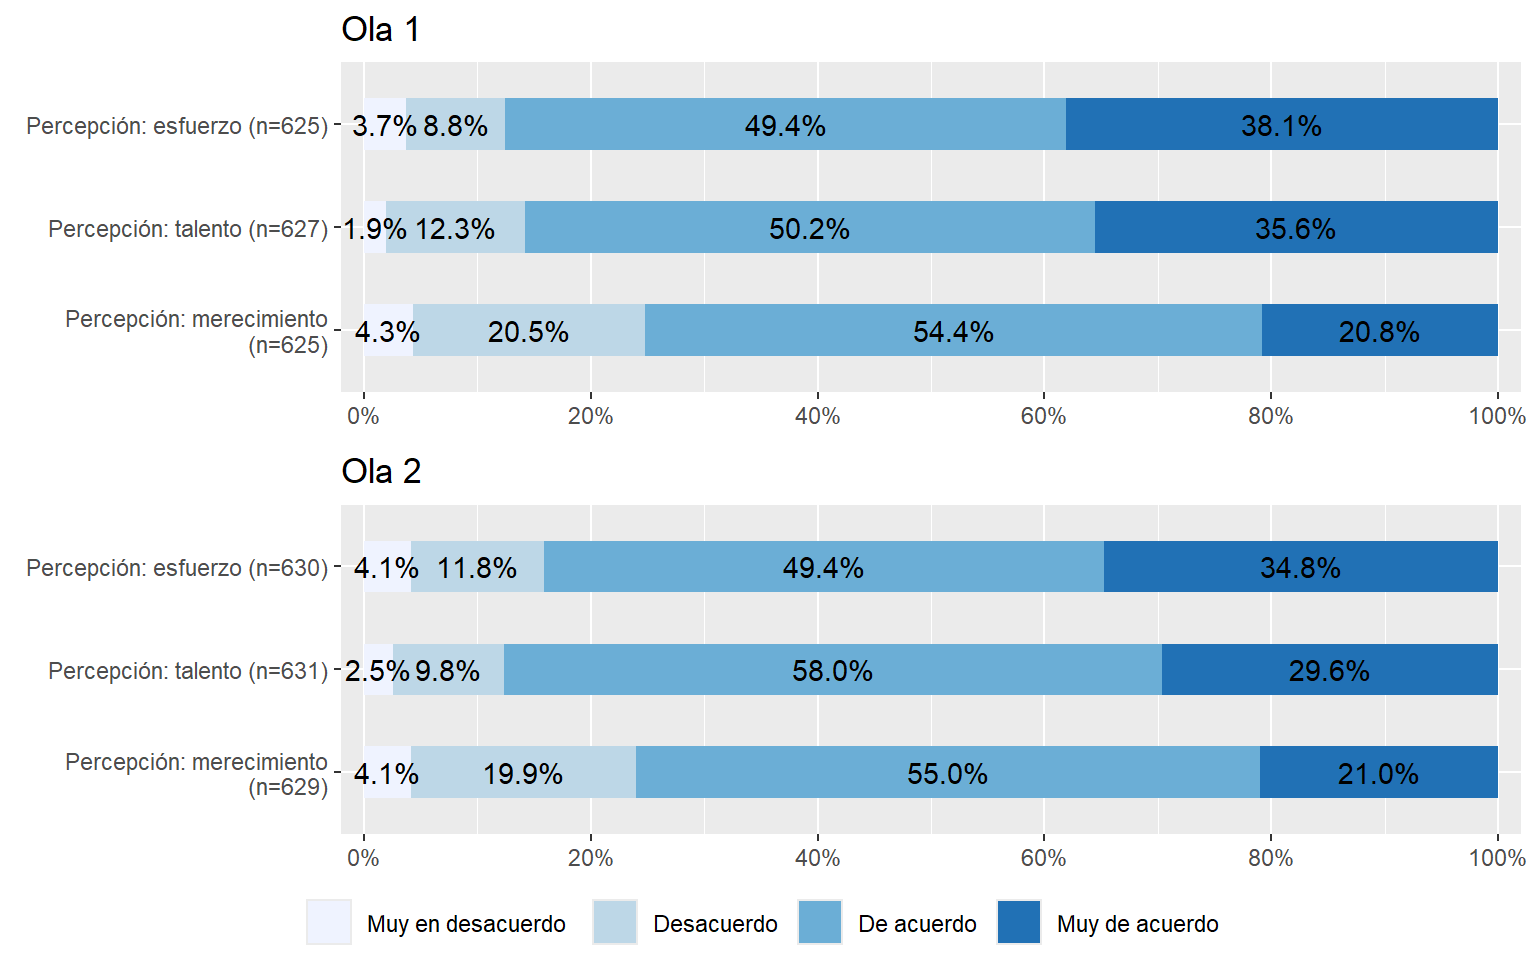 Ola 1
Percepción: esfuerzo (n=625)
3.7% 8.8% 49.4% 38.1%
Percepción: talento (n=627)
1.9% 12.3% 50.2% 35.6%
Percepción: merecimiento
(n=625)
4.3% 20.5% 54.4% 20.8%
0% 20% 40% 60% 80% 100%
Ola 2
Percepción: esfuerzo (n=630)
4.1% 11.8% 49.4% 34.8%
Percepción: talento (n=631)
2.5% 9.8% 58.0% 29.6%
Percepción: merecimiento
(n=629)
4.1% 19.9% 55.0% 21.0%
0% 20% 40% 60% 80% 100%
Muy en desacuerdo Desacuerdo De acuerdo Muy de acuerdo